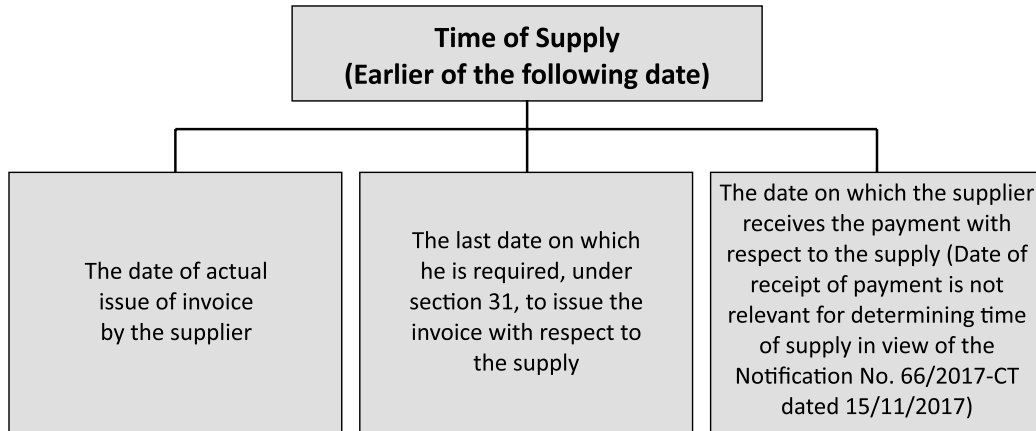 Time of Supply
(Earlier of the following date)
The date of actual
issue of invoice
by the supplier
The last date on which
he is required, under
section 31, to issue the
invoice with respect to
the supply
The date on which the supplier
receives the payment with
respect to the supply (Date of
receipt of payment is not
relevant for determining time
of supply in view of the
Notification No. 66/2017-CT
dated 15/11/2017)